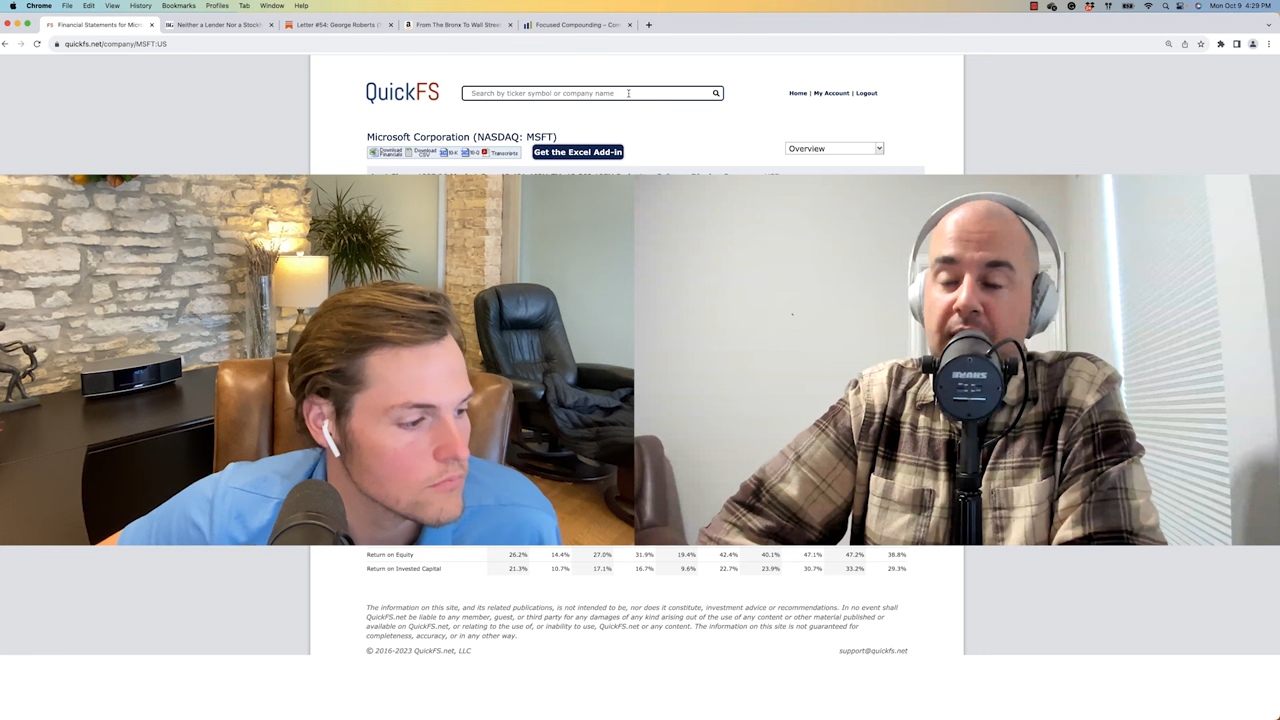 Chrome File Edit View History Bookmarks Profiles Tab Window Help Mon Oct 9 4:29 PM
FS Financial Statements for Micr Neither a Lender Nor a Stockb Letter #54: George Roberts (T From The Bronx To Wall Stree Focused Compounding – Com
quickfs.net/company/MSFT:US
QuickFS
Search by ticker symbol or company name
Home | My Account | Logout
Microsoft Corporation (NASDAQ: MSFT)
Download Financials Download CSV 10-K 10-Q Transcripts
Get the Excel Add-in
Overview
Return on Equity 26.2% 14.4% 27.0% 31.9% 19.4% 42.4% 40.1% 47.1% 47.2% 38.8%
Return on Invested Capital 21.3% 10.7% 17.1% 16.7% 9.6% 22.7% 23.9% 30.7% 33.2% 29.3%
The information on this site, and its related publications, is not intended to be, nor does it constitute, investment advice or recommendations. In no event shall
QuickFS.net be liable to any member, guest, or third party for any damages of any kind arising out of the use of any content or other material published or
available on QuickFS.net, or relating to the use of, or inability to use, QuickFS.net or any content. The information on this site is not guaranteed for
completeness, accuracy, or in any other way.
© 2016-2023 QuickFS.net, LLC
support@quickfs.net